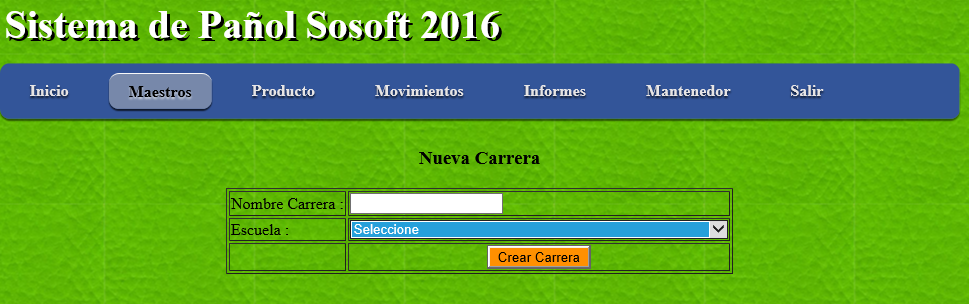 Sistema de Pañol Sosoft 2016
Inicio Maestros Producto Movimientos Informes Mantenedor Salir
Nueva Carrera
Nombre Carrera :
Escuela : Seleccione
Crear Carrera